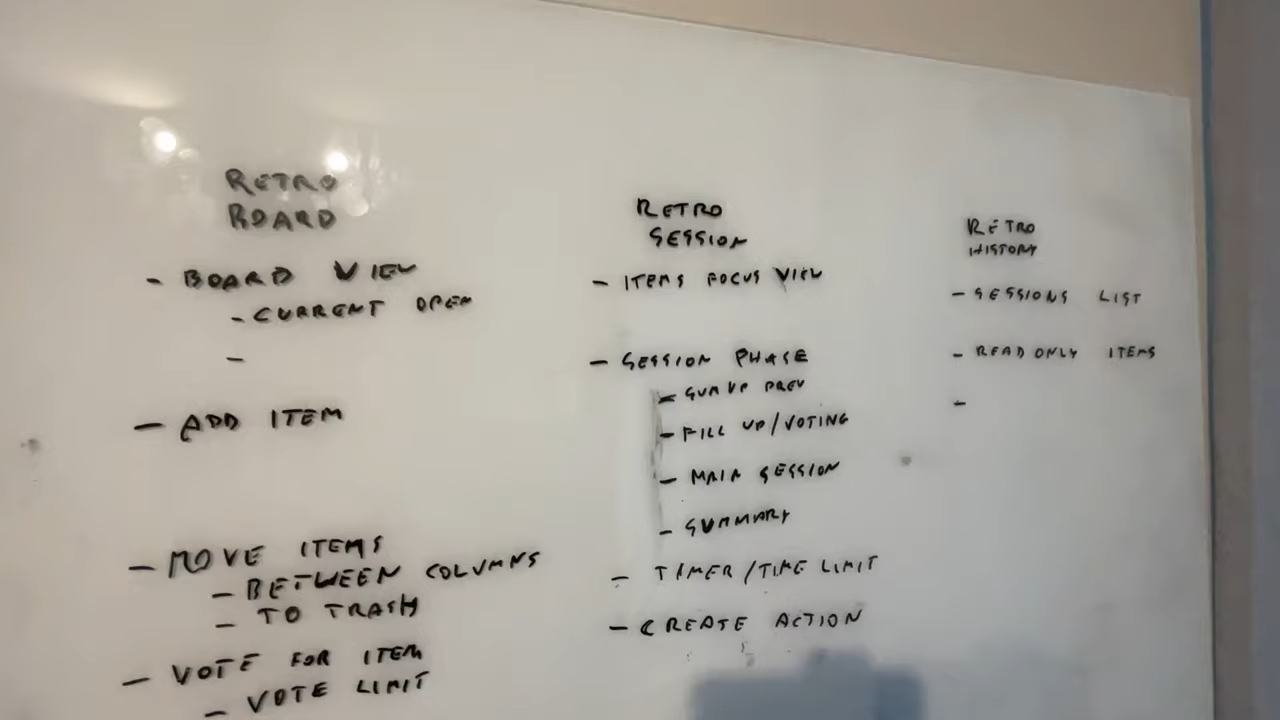 RETRO
BOARD
- BOARD VIEW
- CURRENT OPEN
-
- ADD ITEM
- MOVE ITEMS
- BETWEEN COLUMNS
- TO TRASH
- VOTE FOR ITEM
- VOTE LIMIT
RETRO
SESSION
- ITEMS FOCUS VIEW
- SESSION PHASE
- PREV
- FILL UP/VOTING
- MAIN SESSION
- SUMMARY
- TIMER/TIME LIMIT
- CREATE ACTION
RETRO
HISTORY
- SESSIONS LIST
- READ ONLY ITEMS
-